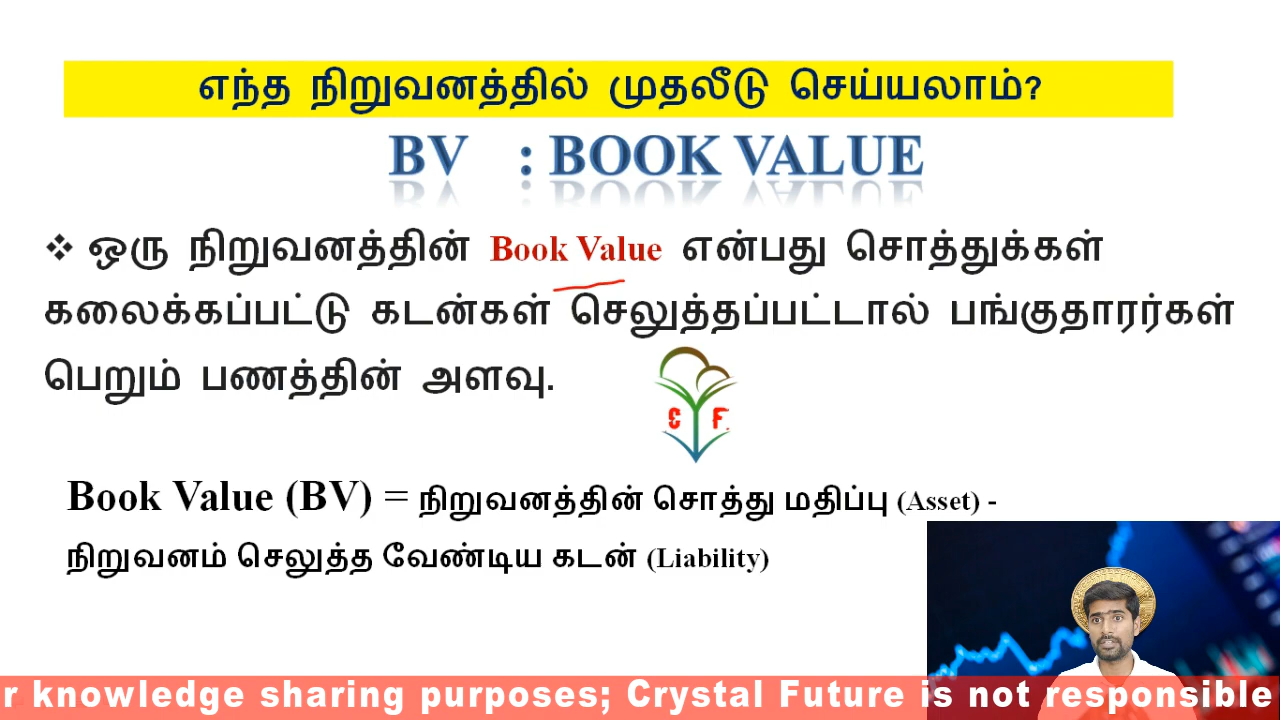 எந்த நிறுவனத்தில் முதலீடு செய்யலாம்?
BV : BOOK VALUE
❖ ஒரு நிறுவனத்தின் Book Value என்பது சொத்துக்கள்
கலைக்கப்பட்டு கடன்கள் செலுத்தப்பட்டால் பங்குதாரர்கள்
பெறும் பணத்தின் அளவு.
C F.
Book Value (BV) = நிறுவனத்தின் சொத்து மதிப்பு (Asset) -
நிறுவனம் செலுத்த வேண்டிய கடன் (Liability)
r knowledge sharing purposes; Crystal Future is not responsible